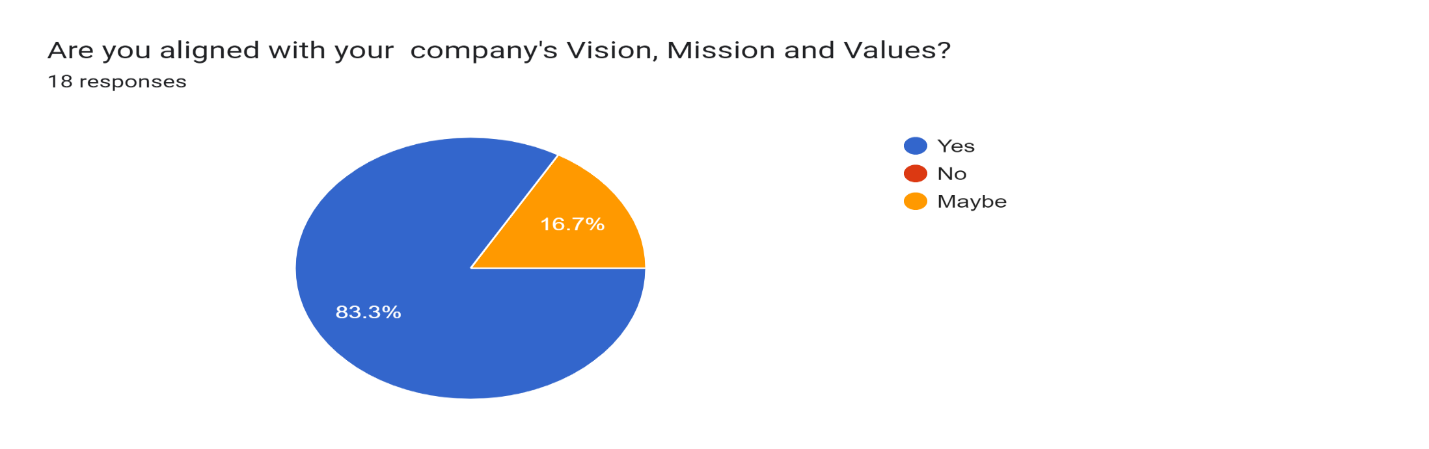 Are you aligned with your  company's Vision, Mission and Values?
18 responses
Yes
No
Maybe
16.7%
83.3%